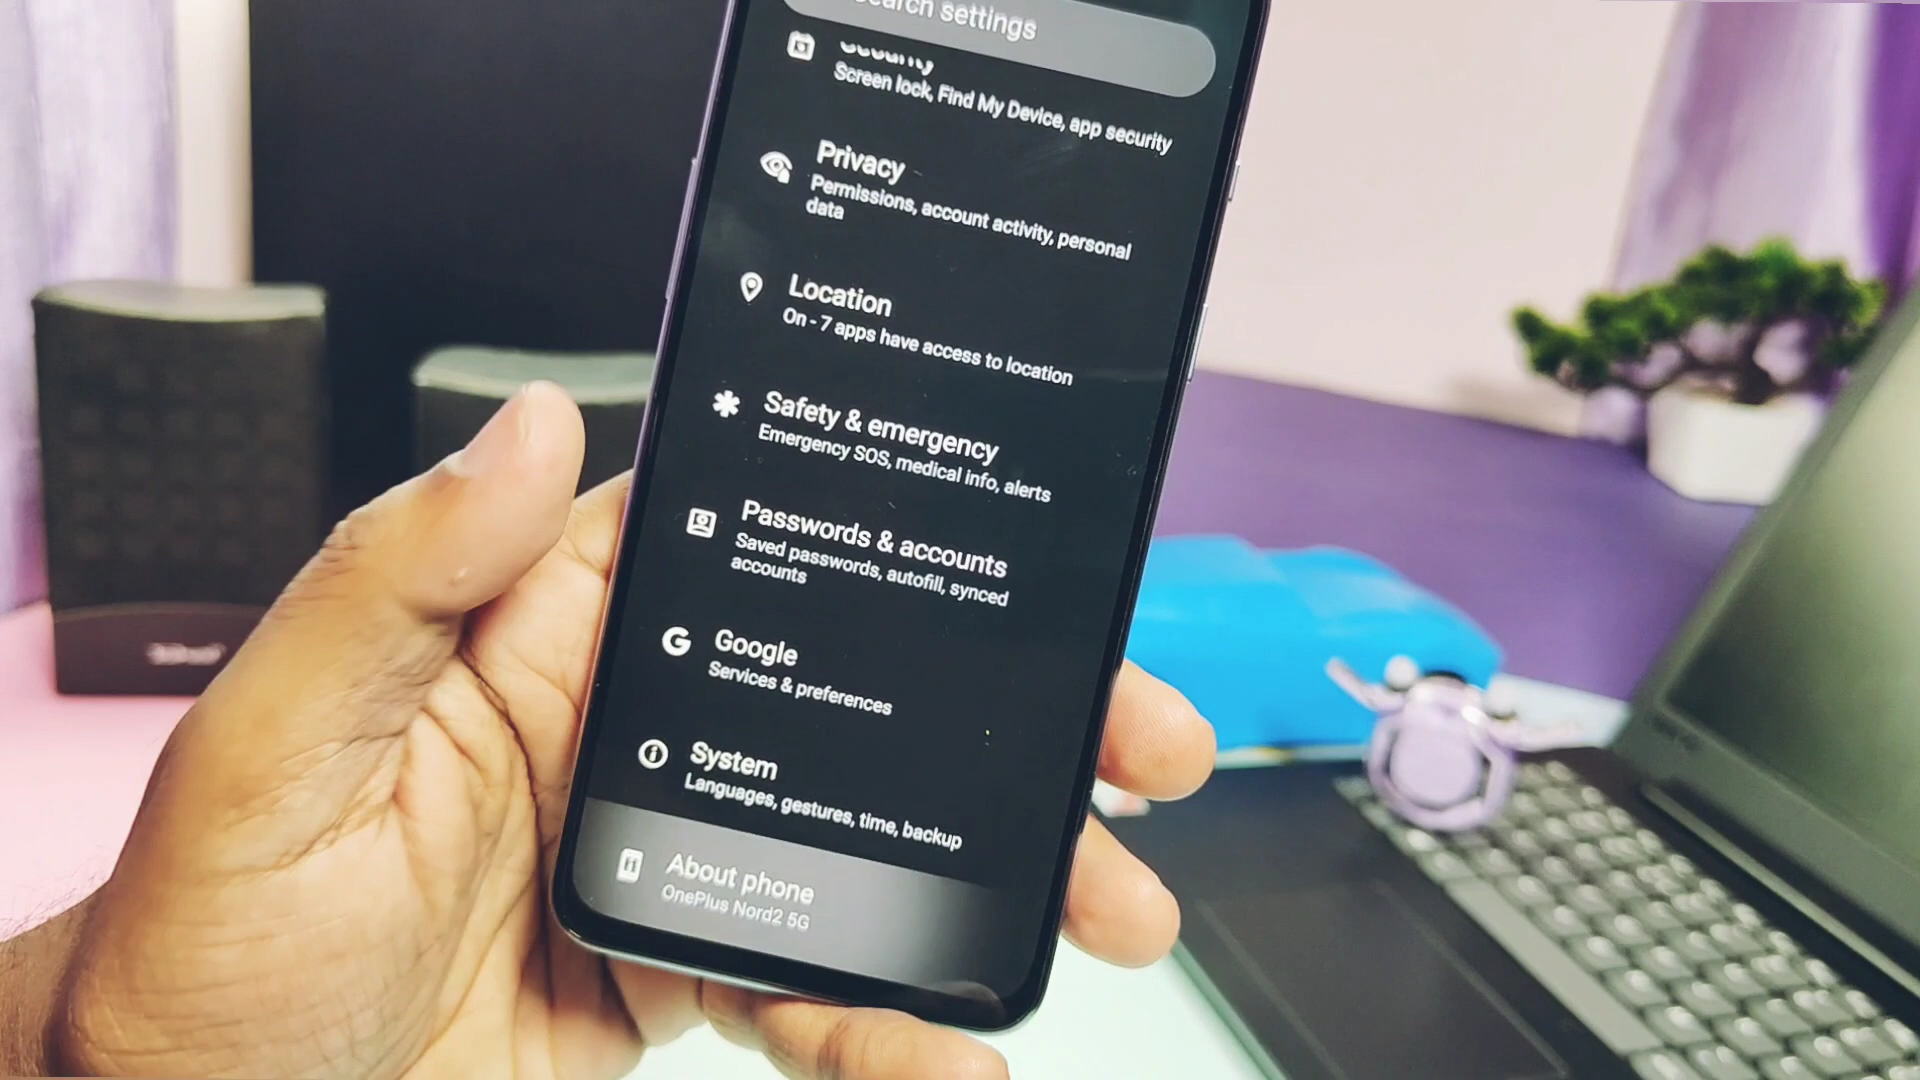 Search settings
Security
Screen lock, Find My Device, app security
Privacy
Permissions, account activity, personal
data
Location
On - 7 apps have access to location
Safety & emergency
Emergency SOS, medical info, alerts
Passwords & accounts
Saved passwords, autofill, synced
accounts
Google
Services & preferences
System
Languages, gestures, time, backup
About phone
OnePlus Nord2 5G